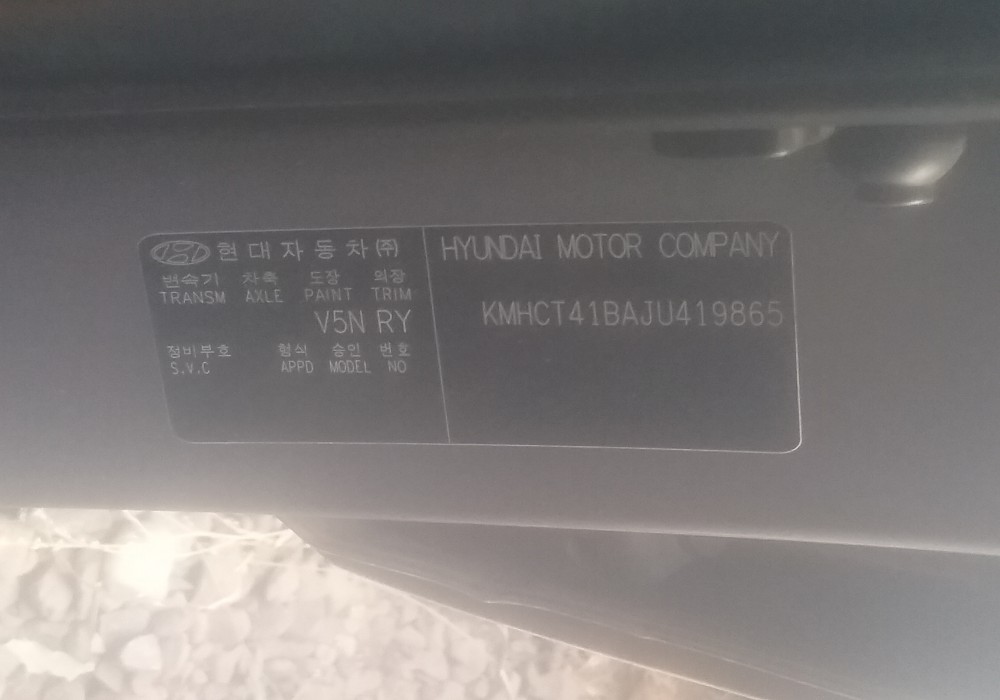 현대자동차㈜
변속기 차축 도장 외장
TRANSM AXLE PAINT TRIM
V5N RY
정비부호 형식 승인 번호
S.V.C APPD MODEL NO
HYUNDAI MOTOR COMPANY
KMHCT41BAJU419865